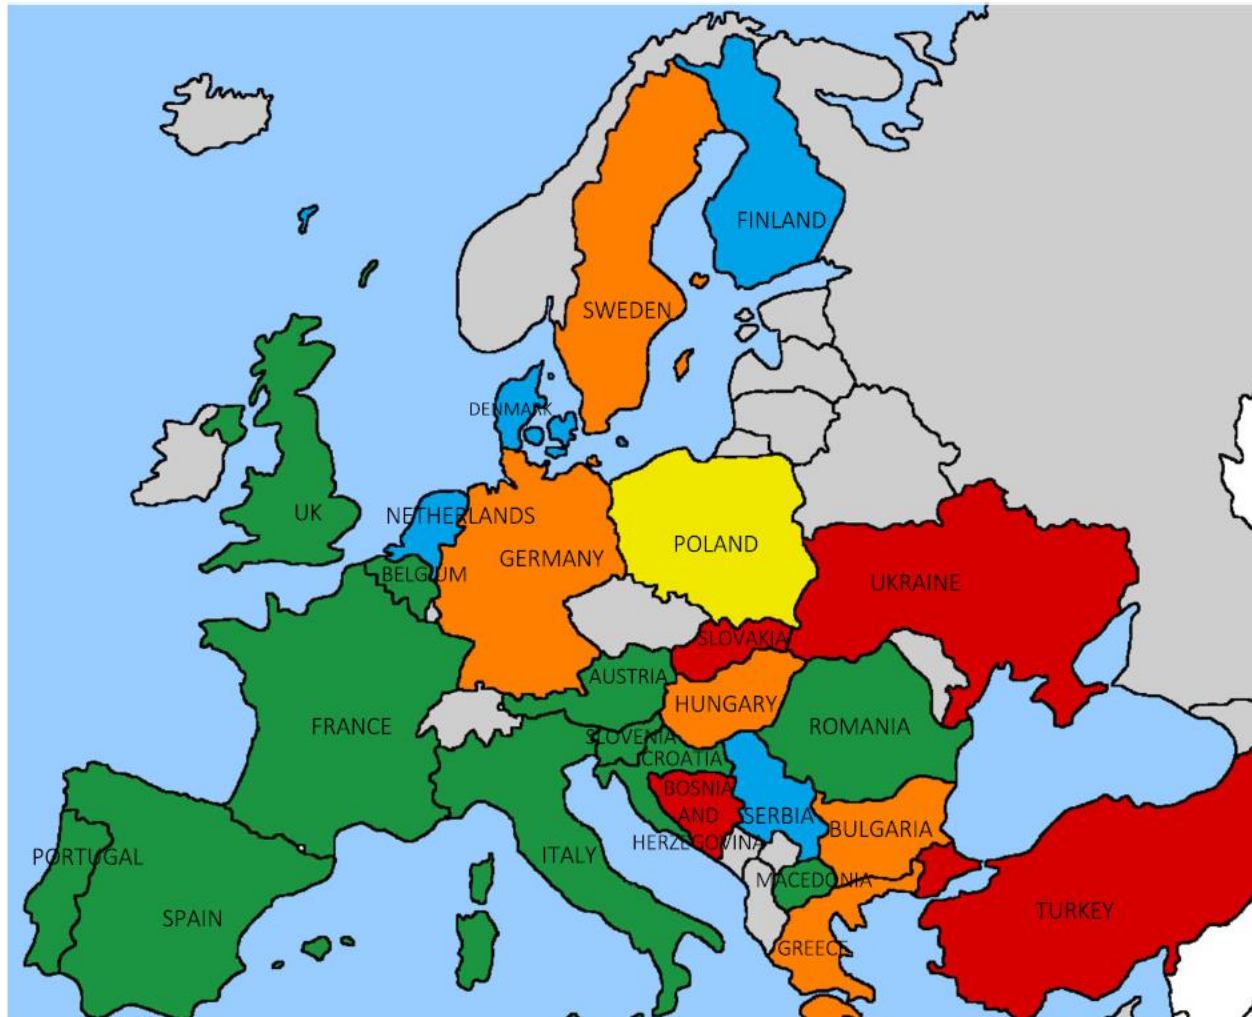 FINLAND
SWEDEN
DENMARK
NETHERLANDS
UK
POLAND
GERMANY
BELGIUM
UKRAINE
SLOVAKIA
AUSTRIA
HUNGARY
FRANCE
ROMANIA
SLOVENIA
CROATIA
BOSNIA
AND
HERZEGOVINA
SERBIA
BULGARIA
PORTUGAL
ITALY
MACEDONIA
SPAIN
TURKEY
GREECE